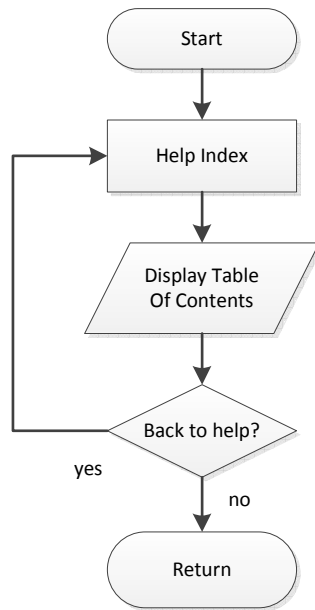 Start
Help Index
Display Table
Of Contents
Back to help?
yes
no
Return